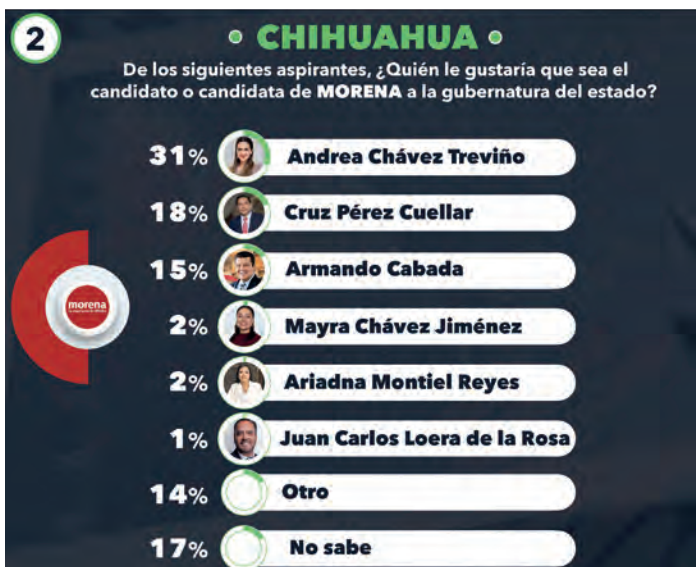 2
• CHIHUAHUA •
De los siguientes aspirantes, ¿Quién le gustaría que sea el
candidato o candidata de MORENA a la gubernatura del estado?
31% Andrea Chávez Treviño
18% Cruz Pérez Cuellar
15% Armando Cabada
morena
2% Mayra Chávez Jiménez
2% Ariadna Montiel Reyes
1% Juan Carlos Loera de la Rosa
14% Otro
17% No sabe